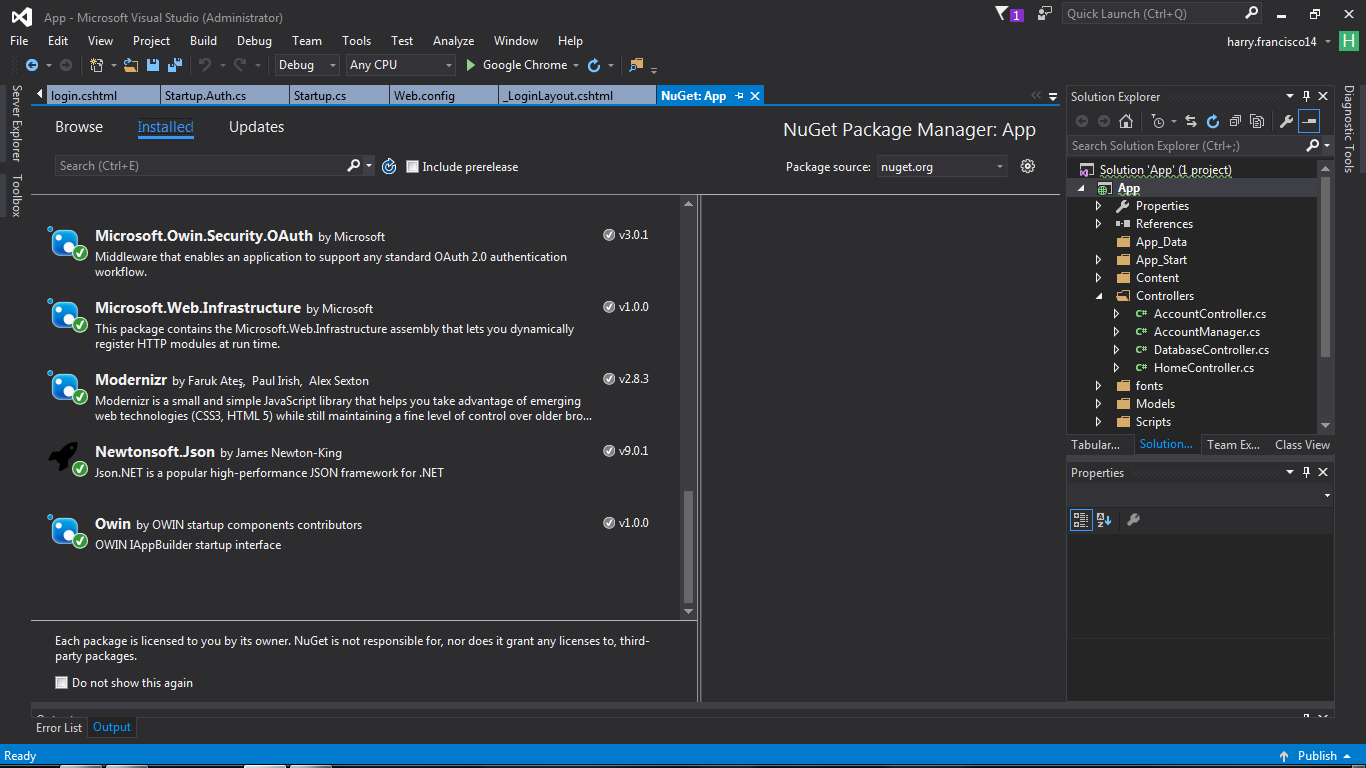 App - Microsoft Visual Studio (Administrator)
1
Quick Launch (Ctrl+Q)
File Edit View Project Build Debug Team Tools Test Analyze Window Help
harry.francisco14
H
Debug Any CPU Google Chrome
Server Explorer
Toolbox
login.cshtml Startup.Auth.cs Startup.cs Web.config _LoginLayout.cshtml NuGet: App
Browse Installed Updates
NuGet Package Manager: App
Search (Ctrl+E)
Include prerelease
Package source: nuget.org
Microsoft.Owin.Security.OAuth by Microsoft v3.0.1
Middleware that enables an application to support any standard OAuth 2.0 authentication
workflow.
Microsoft.Web.Infrastructure by Microsoft v1.0.0
This package contains the Microsoft.Web.Infrastructure assembly that lets you dynamically
register HTTP modules at run time.
Modernizr by Faruk Ateş, Paul Irish, Alex Sexton v2.8.3
Modernizr is a small and simple JavaScript library that helps you take advantage of emerging
web technologies (CSS3, HTML 5) while still maintaining a fine level of control over older bro...
Newtonsoft.Json by James Newton-King v9.0.1
Json.NET is a popular high-performance JSON framework for .NET
Owin by OWIN startup components contributors v1.0.0
OWIN IAppBuilder startup interface
Each package is licensed to you by its owner. NuGet is not responsible for, nor does it grant any licenses to, third-
party packages.
Do not show this again
Solution Explorer
Search Solution Explorer (Ctrl+;)
Solution 'App' (1 project)
App
Properties
References
App_Data
App_Start
Content
Controllers
C# AccountController.cs
C# AccountManager.cs
C# DatabaseController.cs
C# HomeController.cs
fonts
Models
Scripts
Tabular... Solution... Team Ex... Class View
Properties
Diagnostic Tools
Error List Output
Ready
Publish